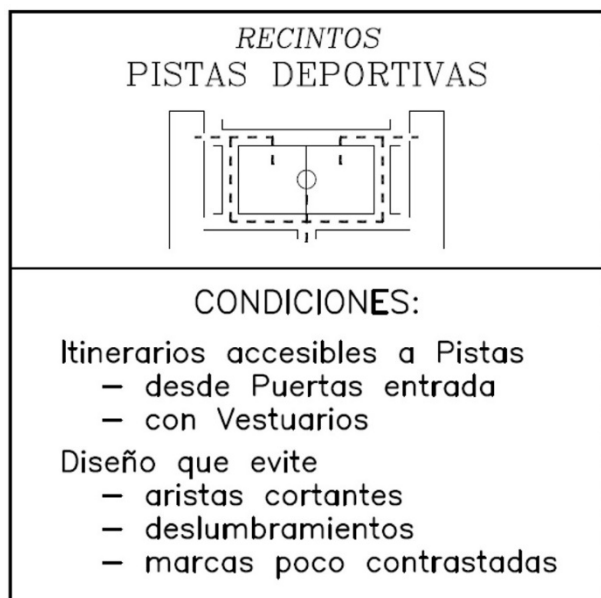 RECINTOS
PISTAS DEPORTIVAS
CONDICIONES:
Itinerarios accesibles a Pistas
– desde Puertas entrada
– con Vestuarios
Diseño que evite
– aristas cortantes
– deslumbramientos
– marcas poco contrastadas